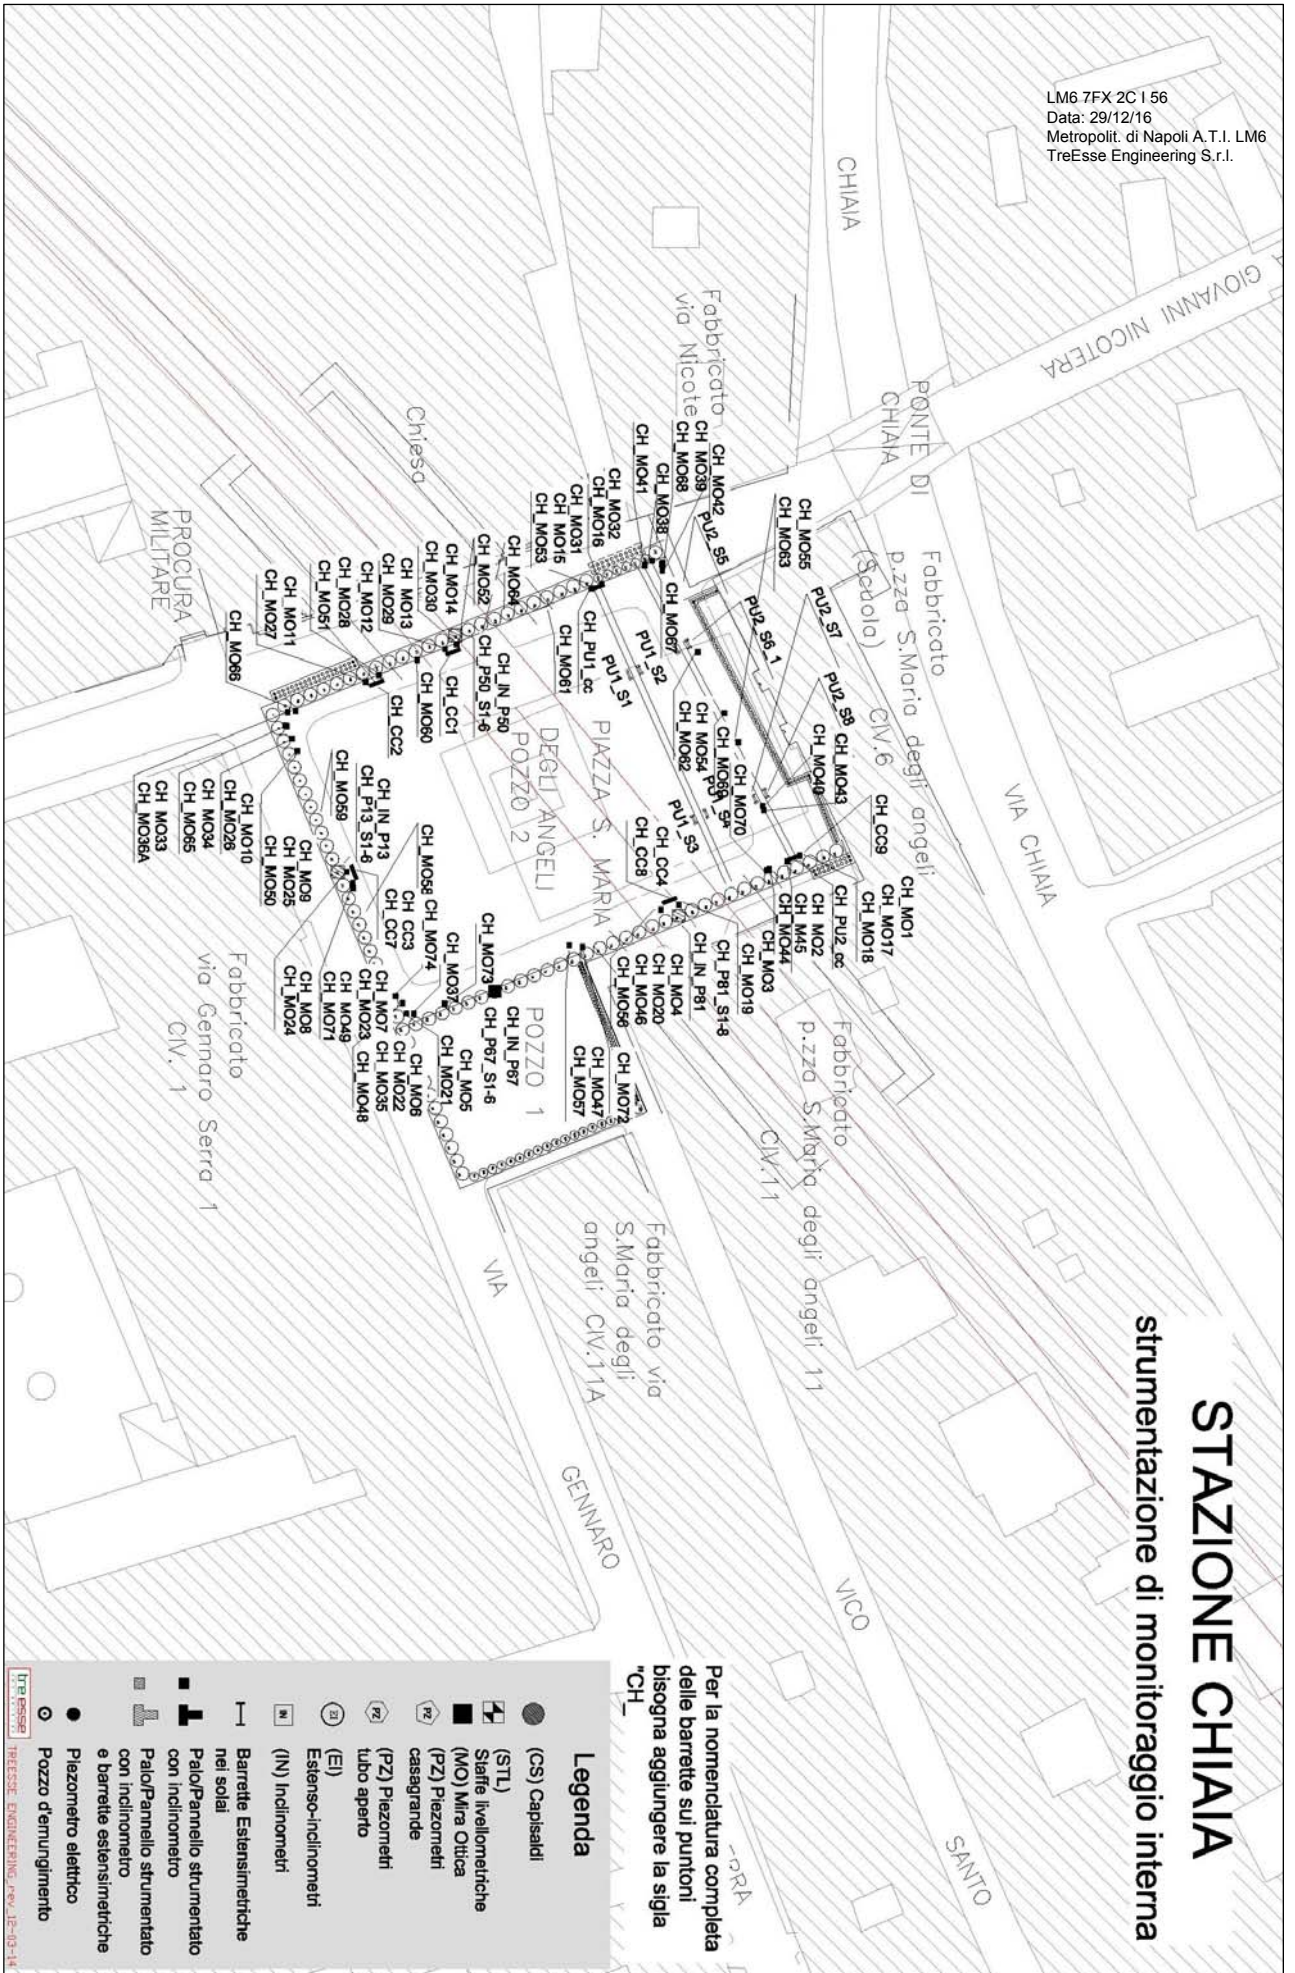 LM6 7FX 2C I 56
Data: 29/12/16
Metropolit. di Napoli A.T.I. LM6
TreEsse Engineering S.r.l.
STAZIONE CHIAIA
strumentazione di monitoraggio interna
CHIAIA
GIOVANNI NICOTERA
PONTE DI
CHIAIA
VIA CHIAIA
Fabbricato
via Nicote
Fabbricato
p.zza S.Maria degli angeli
(Scuola) CIV.6
Chiesa
PROCURA
MILITARE
PIAZZA S. MARIA
DEGLI ANGELI
POZZO 2
POZZO 1
Fabbricato
p.zza S.Maria degli angeli 11
CIV.11
Fabbricato via
S.Maria degli
angeli CIV.11A
Fabbricato
via Gennaro Serra 1
CIV. 1
VIA
GENNARO
VICO
SANTO
CH_MO42
CH_MO39
CH_MO68
CH_MO38
CH_MO41
CH_MO32
CH_MO16
CH_MO31
CH_MO15
CH_MO53
CH_MO64
CH_MO52
CH_MO14
CH_MO30
CH_MO13
CH_MO29
CH_MO12
CH_MO28
CH_MO51
CH_MO11
CH_MO27
CH_MO66
CH_MO55
CH_MO63
PU2_S5
PU2_S7
PU2_S6_1
PU2_S8
CH_MO67
PU1_S2
PU1_S1
CH_PU1_cc
CH_MO61
CH_IN_P50
CH_P50_S1-6
CH_CC1
CH_MO60
CH_CC2
CH_MO54
CH_MO62
CH_MO69
PU1_S4
CH_MO70
PU1_S3
CH_MO43
CH_MO40
CH_CC9
CH_CC4
CH_CC8
CH_MO1
CH_MO17
CH_MO18
CH_PU2_cc
CH_MO2
CH_M45
CH_MO44
CH_MO3
CH_MO19
CH_P81_S1-8
CH_IN_P81
CH_MO4
CH_MO20
CH_MO46
CH_MO56
CH_MO72
CH_MO47
CH_MO57
CH_IN_P67
CH_P67_S1-6
CH_MO73
CH_MO37
CH_MO74
CH_MO5
CH_MO21
CH_MO6
CH_MO22
CH_MO35
CH_MO48
CH_MO7
CH_MO23
CH_MO49
CH_MO71
CH_MO8
CH_MO24
CH_MO58
CH_CC3
CH_CC7
CH_IN_P13
CH_P13_S1-6
CH_MO59
CH_MO9
CH_MO25
CH_MO50
CH_MO10
CH_MO26
CH_MO34
CH_MO65
CH_MO33
CH_MO36A
Per la nomenclatura completa
delle barrette sui puntoni
bisogna aggiungere la sigla
"CH_
Legenda
(CS) Capisaldi
(STL)
Staffe livellometriche
(MO) Mira Ottica
PZ (PZ) Piezometri
casagrande
PZ (PZ) Piezometri
tubo aperto
(EI)
Estenso-inclinometri
IN (IN) Inclinometri
Barrette Estensimetriche
nei solai
Palo/Pannello strumentato
con inclinometro
Palo/Pannello strumentato
con inclinometro
e barrette estensimetriche
Piezometro elettrico
Pozzo d'emungimento
tre esse
TREESSE ENGINEERING_rev_12-03-14